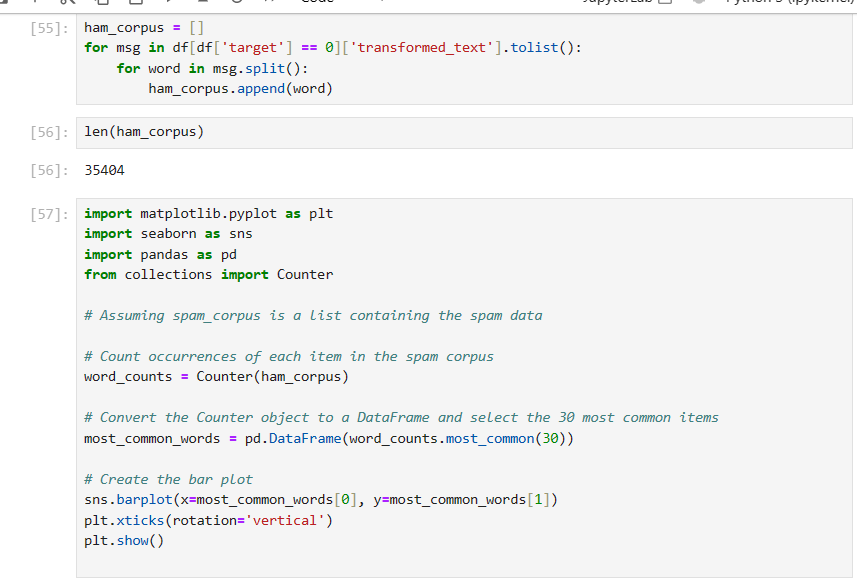 Code
JupyterLab
Python 3 (ipykernel)
[55]:
ham_corpus = []
for msg in df[df['target'] == 0]['transformed_text'].tolist():
    for word in msg.split():
        ham_corpus.append(word)
[56]:
len(ham_corpus)
[56]:
35404
[57]:
import matplotlib.pyplot as plt
import seaborn as sns
import pandas as pd
from collections import Counter
# Assuming spam_corpus is a list containing the spam data
# Count occurrences of each item in the spam corpus
word_counts = Counter(ham_corpus)
# Convert the Counter object to a DataFrame and select the 30 most common items
most_common_words = pd.DataFrame(word_counts.most_common(30))
# Create the bar plot
sns.barplot(x=most_common_words[0], y=most_common_words[1])
plt.xticks(rotation='vertical')
plt.show()